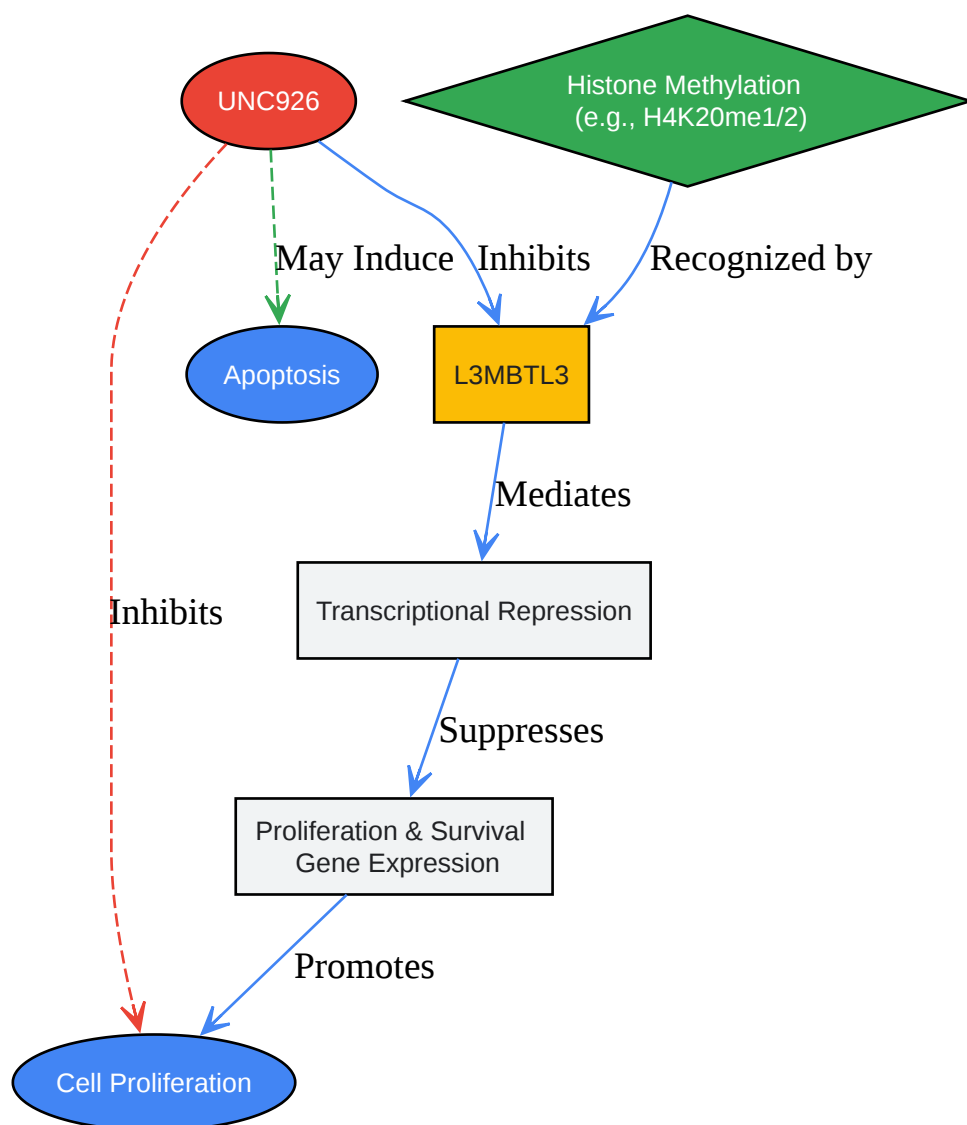 UNC926
Histone Methylation
(e.g., H4K20me1/2)
May Induce
Inhibits
Recognized by
Apoptosis
L3MBTL3
Mediates
Transcriptional Repression
Inhibits
Suppresses
Proliferation & Survival
Gene Expression
Promotes
Cell Proliferation